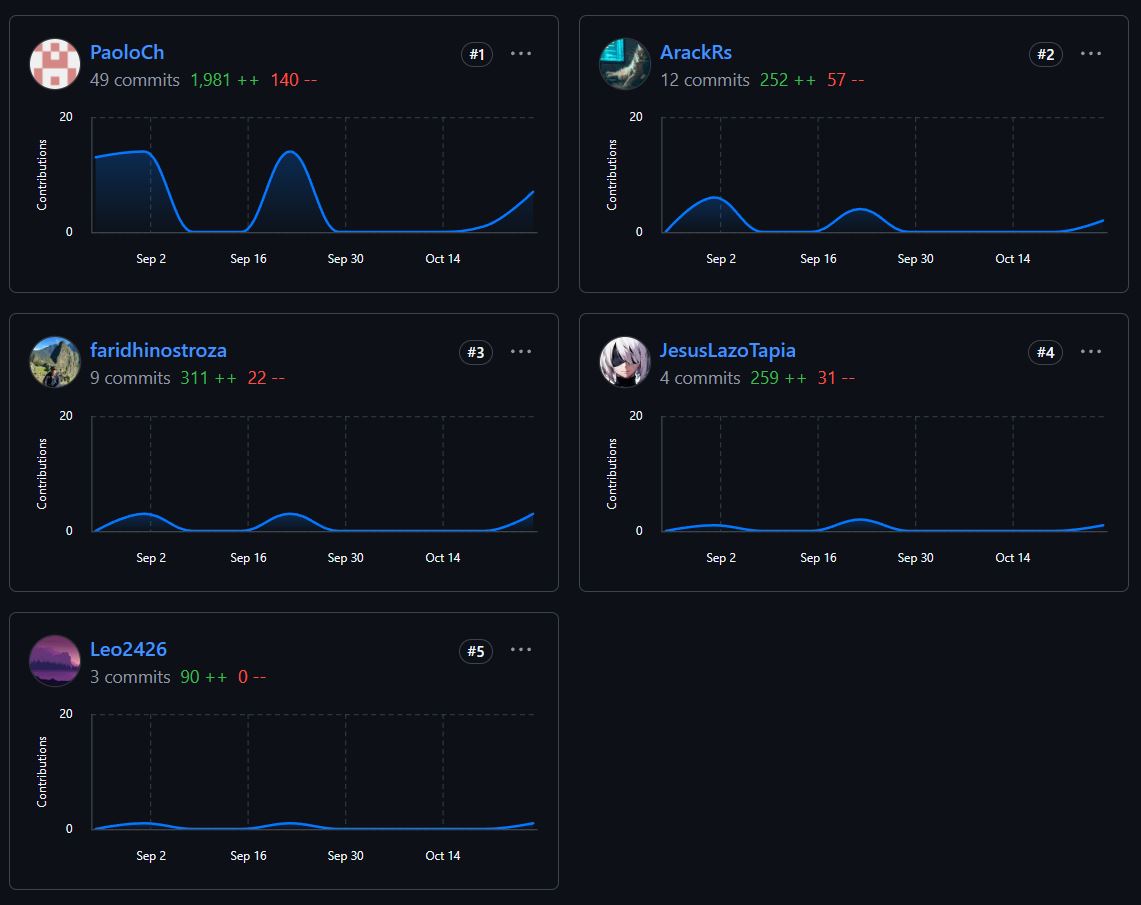 PaoloCh #1 ...
49 commits 1,981 ++ 140 --
20
Contributions
0
Sep 2 Sep 16 Sep 30 Oct 14
ArackRs #2 ...
12 commits 252 ++ 57 --
20
Contributions
0
Sep 2 Sep 16 Sep 30 Oct 14
faridhinostroza #3 ...
9 commits 311 ++ 22 --
20
Contributions
0
Sep 2 Sep 16 Sep 30 Oct 14
JesusLazoTapia #4 ...
4 commits 259 ++ 31 --
20
Contributions
0
Sep 2 Sep 16 Sep 30 Oct 14
Leo2426 #5 ...
3 commits 90 ++ 0 --
20
Contributions
0
Sep 2 Sep 16 Sep 30 Oct 14